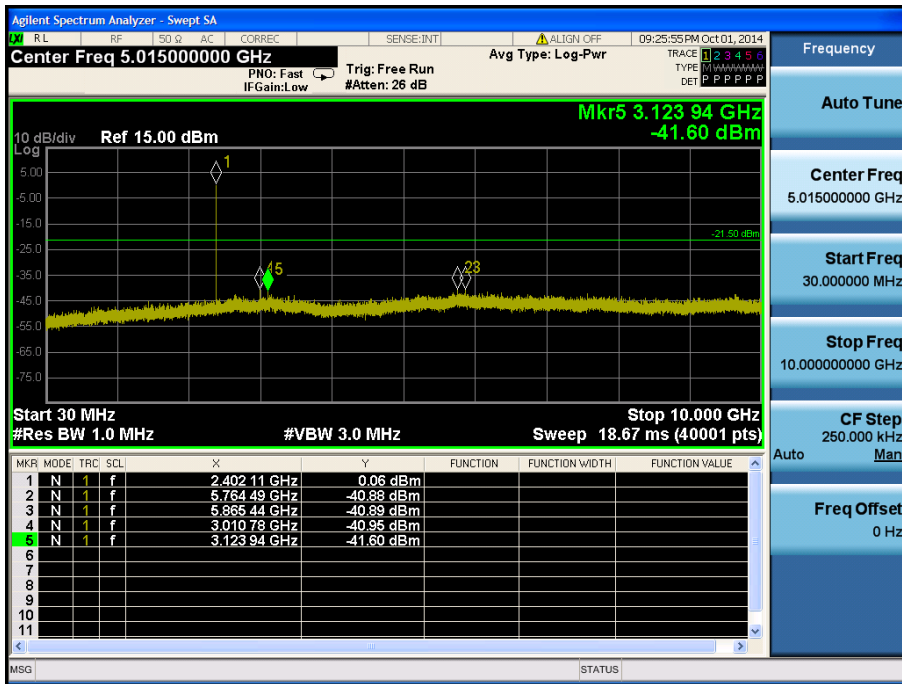 Agilent Spectrum Analyzer - Swept SA
LXI RL RF 50 Ω AC CORREC SENSE:INT ALIGN OFF 09:25:55 PM Oct 01, 2014
Center Freq 5.015000000 GHz
PNO: Fast
IFGain:Low
Trig: Free Run
#Atten: 26 dB
Avg Type: Log-Pwr
TRACE 1 2 3 4 5 6
TYPE MWWWWW
DET P P P P P P
Mkr5 3.123 94 GHz
-41.60 dBm
10 dB/div Ref 15.00 dBm
Log
5.00
-5.00
-15.0
-25.0
-35.0
-45.0
-55.0
-65.0
-75.0
1
-21.50 dBm
45
23
Start 30 MHz Stop 10.000 GHz
#Res BW 1.0 MHz #VBW 3.0 MHz Sweep 18.67 ms (40001 pts)
MKR MODE TRC SCL X Y FUNCTION FUNCTION WIDTH FUNCTION VALUE
1 N 1 f 2.402 11 GHz 0.06 dBm
2 N 1 f 5.764 49 GHz -40.88 dBm
3 N 1 f 5.865 44 GHz -40.89 dBm
4 N 1 f 3.010 78 GHz -40.95 dBm
5 N 1 f 3.123 94 GHz -41.60 dBm
6
7
8
9
10
11
MSG STATUS
Frequency
Auto Tune
Center Freq
5.015000000 GHz
Start Freq
30.000000 MHz
Stop Freq
10.000000000 GHz
CF Step
250.000 kHz
Auto Man
Freq Offset
0 Hz